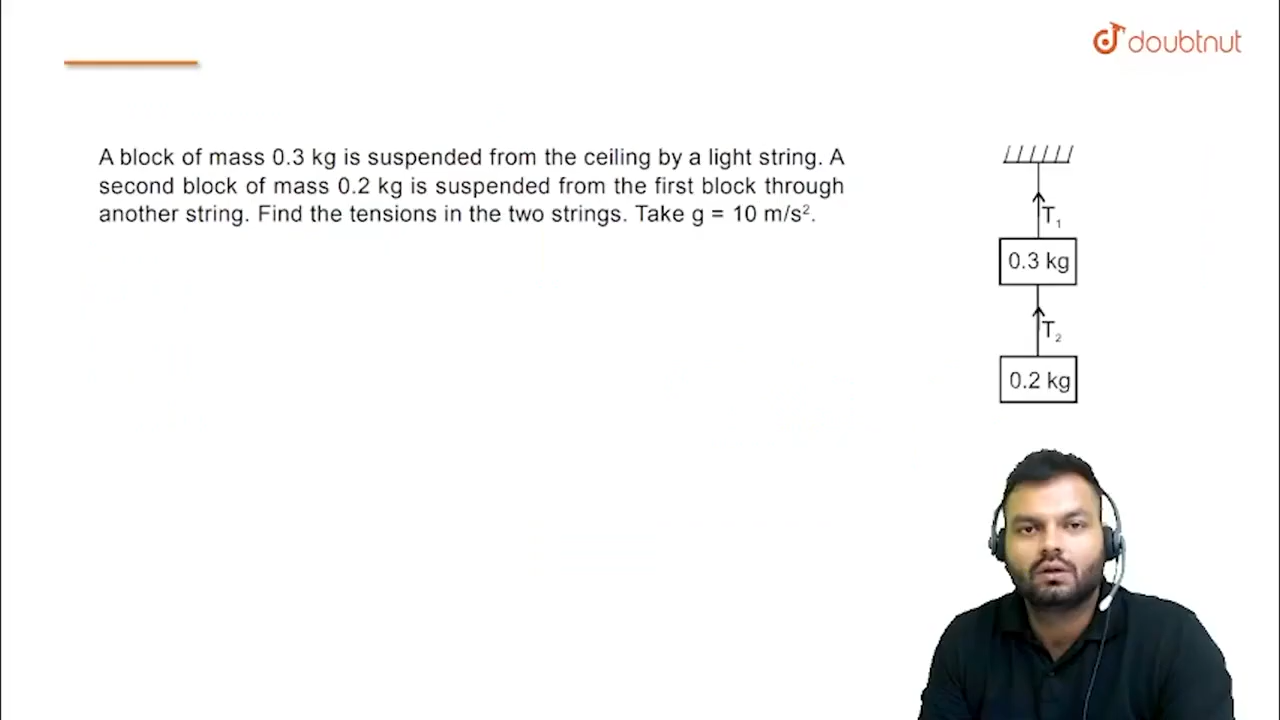 doubtnut
A block of mass 0.3 kg is suspended from the ceiling by a light string. A
second block of mass 0.2 kg is suspended from the first block through
another string. Find the tensions in the two strings. Take g = 10 m/s².
T₁
0.3 kg
T₂
0.2 kg